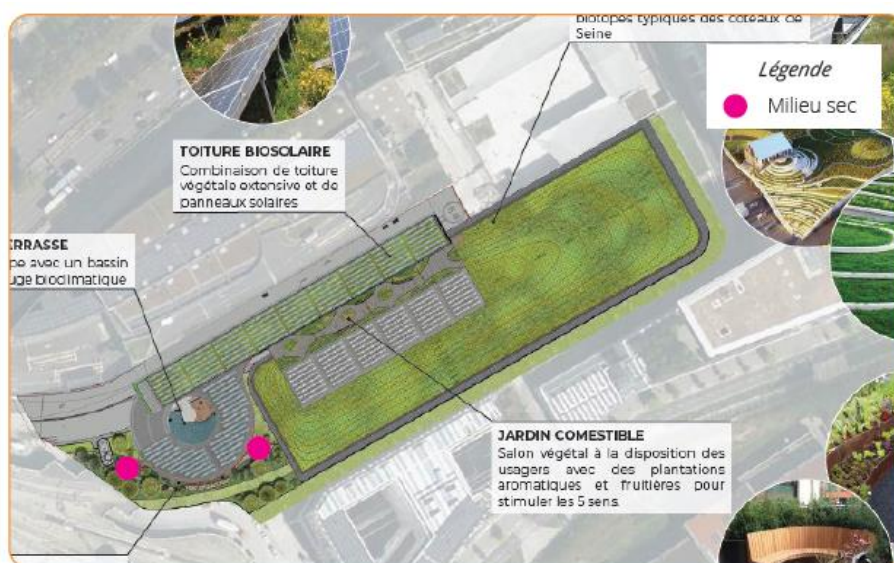 biotopes typiques des coteaux de
Seine
Légende
Milieu sec
TOITURE BIOSOLAIRE
Combinaison de toiture
végétale extensive et de
panneaux solaires
ERRASSE
pe avec un bassin
uge bioclimatique
JARDIN COMESTIBLE
Salon végétal à la disposition des
usagers avec des plantations
aromatiques et fruitières pour
stimuler les 5 sens.